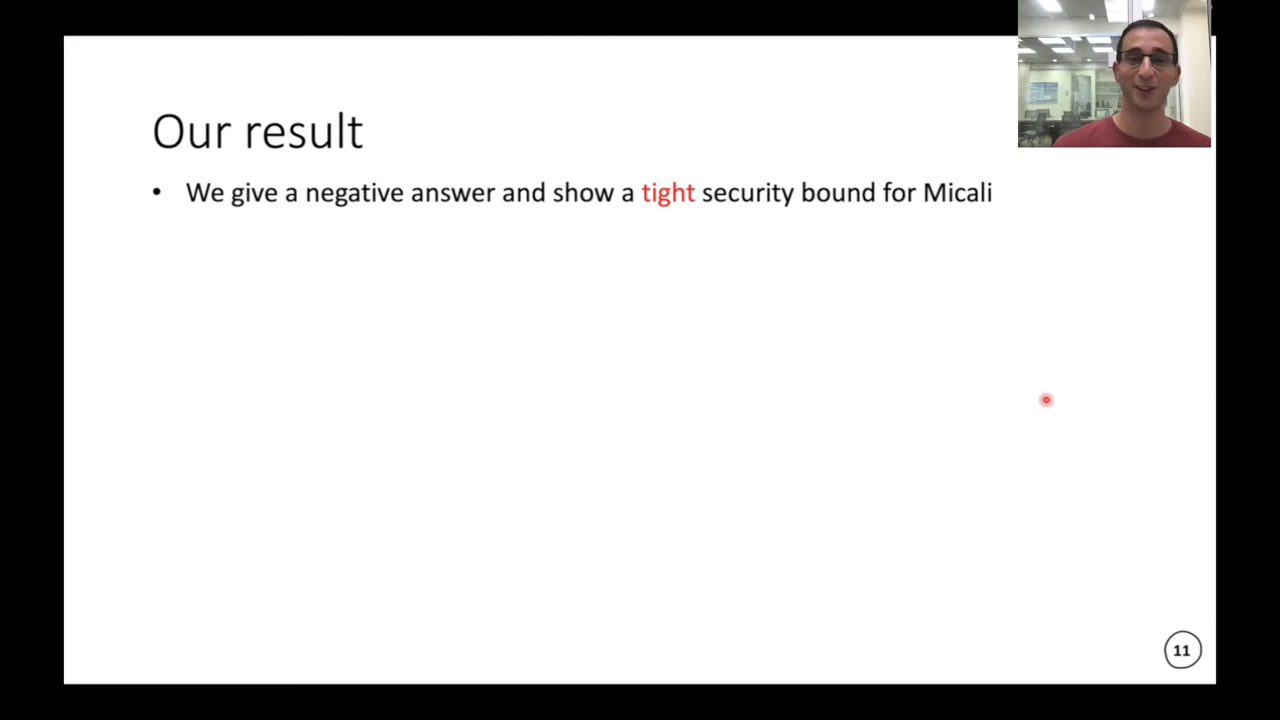 Our result
• We give a negative answer and show a tight security bound for Micali
11